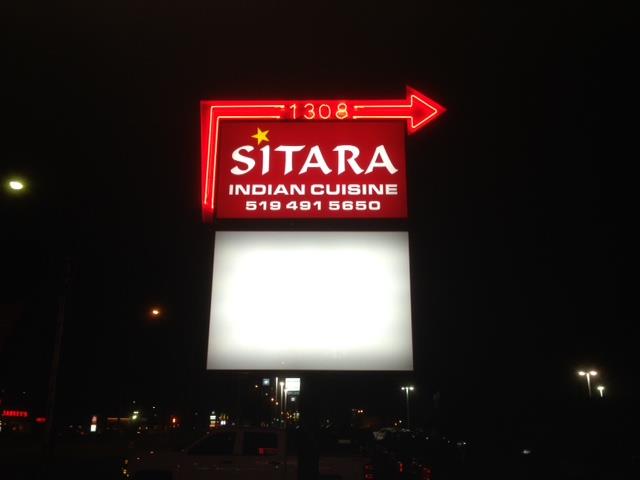 1308
SITARA
INDIAN CUISINE
519 491 5650